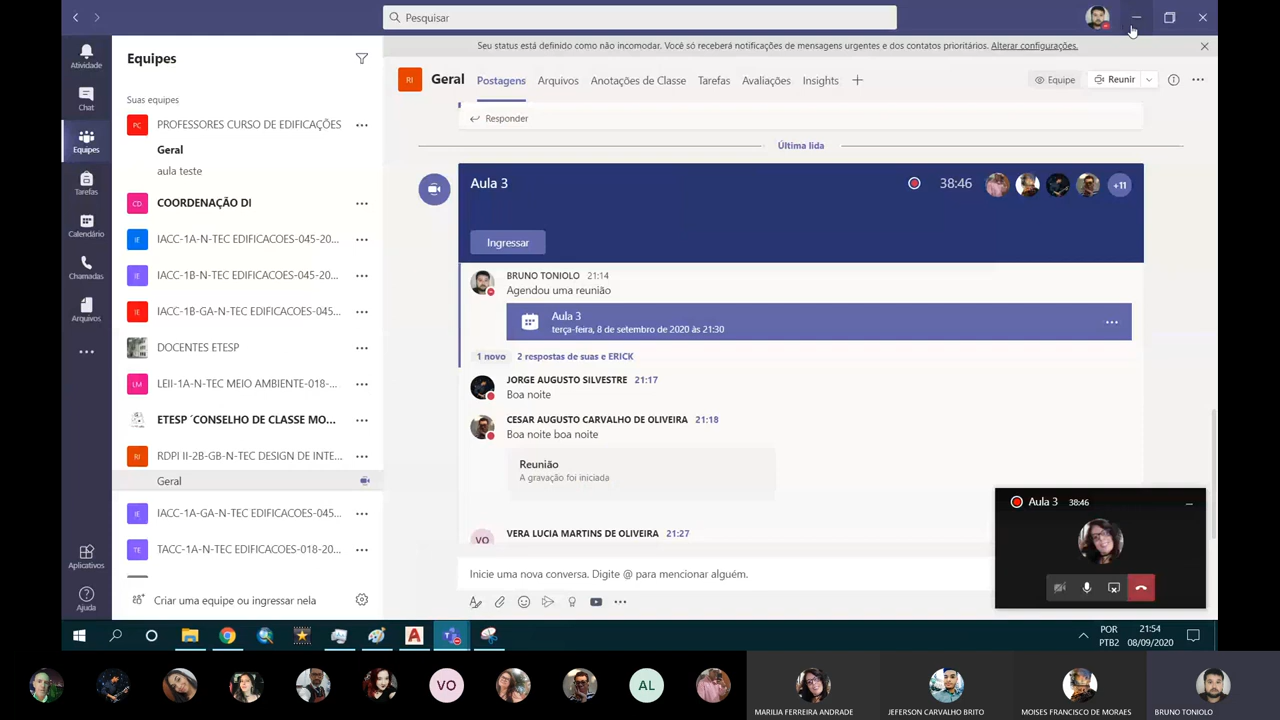 Pesquisar
Seu status está definido como não incomodar. Você só receberá notificações de mensagens urgentes e dos contatos prioritários. Alterar configurações.
Atividade
Chat
Equipes
Tarefas
Calendário
Chamadas
Arquivos
Aplicativos
Ajuda
Equipes
Suas equipes
PC PROFESSORES CURSO DE EDIFICAÇÕES
Geral
aula teste
CD COORDENAÇÃO DI
IE IACC-1A-N-TEC EDIFICACOES-045-20...
IE IACC-1B-N-TEC EDIFICACOES-045-20...
IE IACC-1B-GA-N-TEC EDIFICACOES-045...
DOCENTES ETESP
LM LEII-1A-N-TEC MEIO AMBIENTE-018-...
ETESP ´CONSELHO DE CLASSE MO...
RI RDPI II-2B-GB-N-TEC DESIGN DE INTE...
Geral
IE IACC-1A-GA-N-TEC EDIFICACOES-045...
TE TACC-1A-N-TEC EDIFICACOES-018-20...
Criar uma equipe ou ingressar nela
RI Geral Postagens Arquivos Anotações de Classe Tarefas Avaliações Insights
Equipe Reunir
Responder
Última lida
Aula 3 38:46 +11
Ingressar
BRUNO TONIOLO 21:14
Agendou uma reunião
Aula 3
terça-feira, 8 de setembro de 2020 às 21:30
1 novo 2 respostas de suas e ERICK
JORGE AUGUSTO SILVESTRE 21:17
Boa noite
CESAR AUGUSTO CARVALHO DE OLIVEIRA 21:18
Boa noite boa noite
Reunião
A gravação foi iniciada
VO VERA LUCIA MARTINS DE OLIVEIRA 21:27
Inicie uma nova conversa. Digite @ para mencionar alguém.
Aula 3 38:46
POR
PTB2
21:54
08/09/2020
VO
AL
MARILIA FERREIRA ANDRADE
JEFERSON CARVALHO BRITO
MOISES FRANCISCO DE MORAES
BRUNO TONIOLO